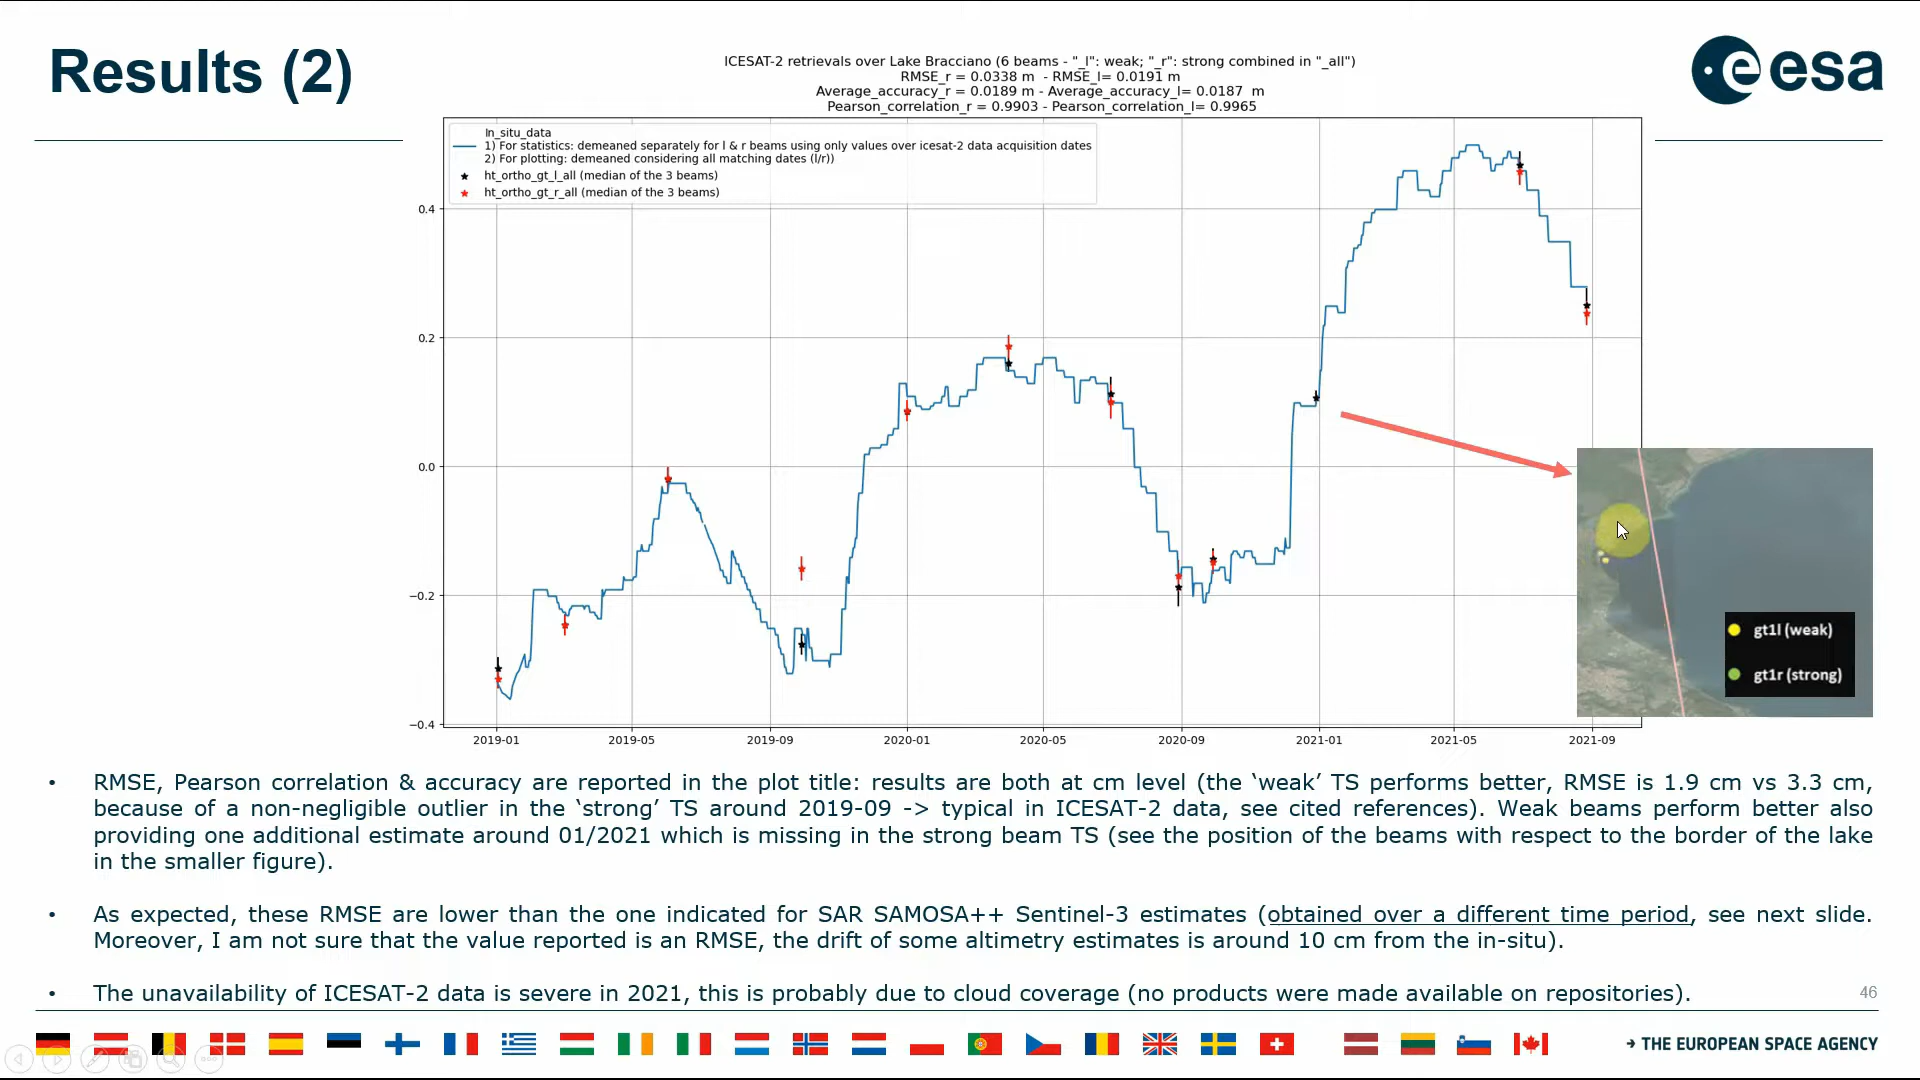 Results (2)
esa
ICESAT-2 retrievals over Lake Bracciano (6 beams - "_l": weak; "_r": strong combined in "_all")
RMSE_r = 0.0338 m - RMSE_l= 0.0191 m
Average_accuracy_r = 0.0189 m - Average_accuracy_l= 0.0187 m
Pearson_correlation_r = 0.9903 - Pearson_correlation_l= 0.9965
In_situ_data
1) For statistics: demeaned separately for l & r beams using only values over icesat-2 data acquisition dates
2) For plotting: demeaned considering all matching dates (l/r))
ht_ortho_gt_l_all (median of the 3 beams)
ht_ortho_gt_r_all (median of the 3 beams)
0.4
0.2
0.0
−0.2
−0.4
2019-01 2019-05 2019-09 2020-01 2020-05 2020-09 2021-01 2021-05 2021-09
gt1l (weak)
gt1r (strong)
• RMSE, Pearson correlation & accuracy are reported in the plot title: results are both at cm level (the ‘weak’ TS performs better, RMSE is 1.9 cm vs 3.3 cm,
because of a non-negligible outlier in the ‘strong’ TS around 2019-09 -> typical in ICESAT-2 data, see cited references). Weak beams perform better also
providing one additional estimate around 01/2021 which is missing in the strong beam TS (see the position of the beams with respect to the border of the lake
in the smaller figure).
• As expected, these RMSE are lower than the one indicated for SAR SAMOSA++ Sentinel-3 estimates (obtained over a different time period, see next slide.
Moreover, I am not sure that the value reported is an RMSE, the drift of some altimetry estimates is around 10 cm from the in-situ).
• The unavailability of ICESAT-2 data is severe in 2021, this is probably due to cloud coverage (no products were made available on repositories).
46
→ THE EUROPEAN SPACE AGENCY